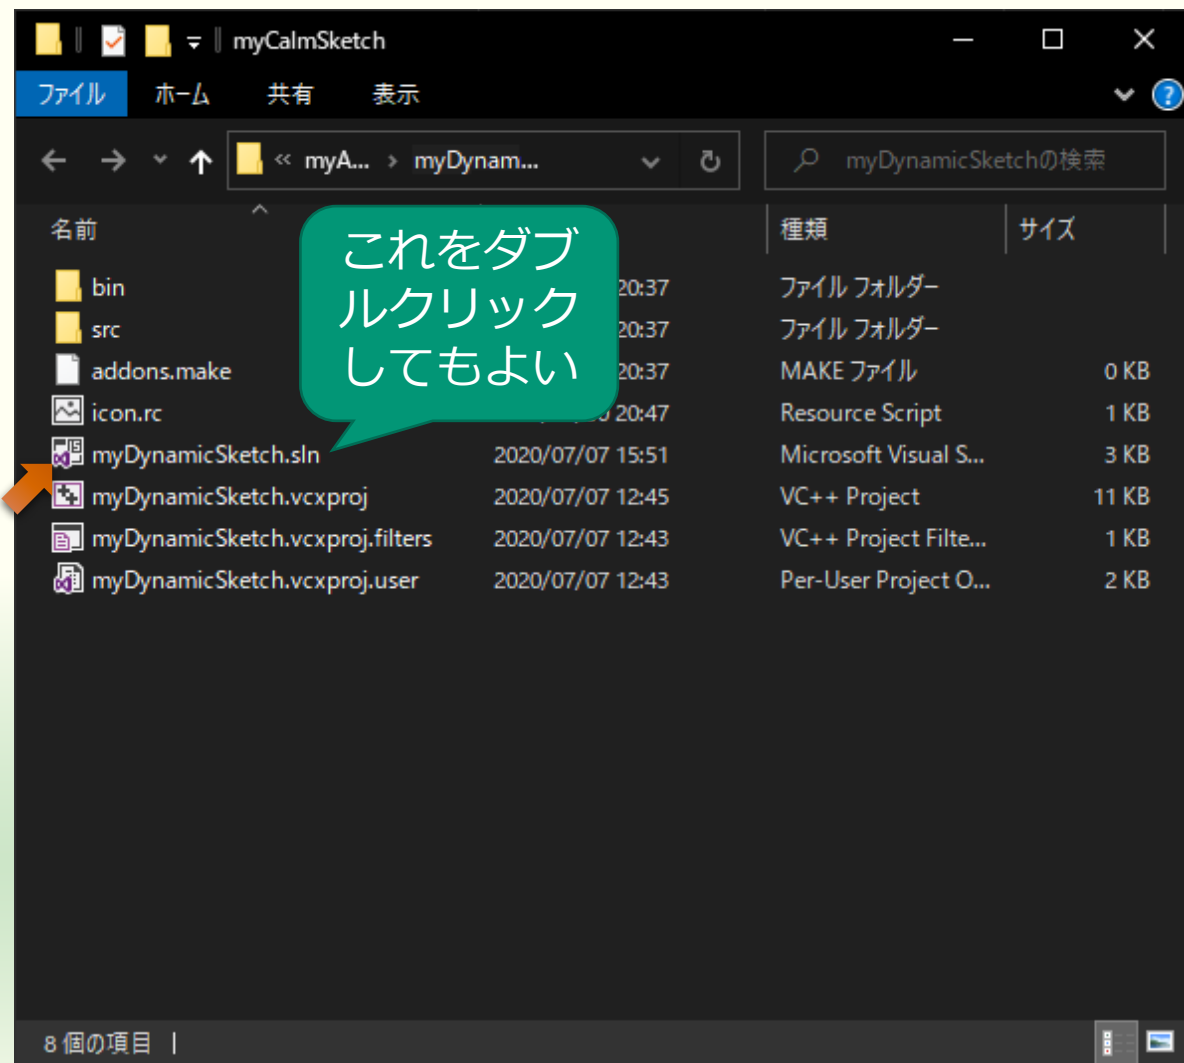 myCalmSketch
ファイル ホーム 共有 表示
« myA... › myDynam... myDynamicSketchの検索
名前 種類 サイズ
これをダブ
ルクリック
してもよい
bin 20:37 ファイル フォルダー
src 20:37 ファイル フォルダー
addons.make 20:37 MAKE ファイル 0 KB
icon.rc 20:47 Resource Script 1 KB
myDynamicSketch.sln 2020/07/07 15:51 Microsoft Visual S... 3 KB
myDynamicSketch.vcxproj 2020/07/07 12:45 VC++ Project 11 KB
myDynamicSketch.vcxproj.filters 2020/07/07 12:43 VC++ Project Filte... 1 KB
myDynamicSketch.vcxproj.user 2020/07/07 12:43 Per-User Project O... 2 KB
8 個の項目